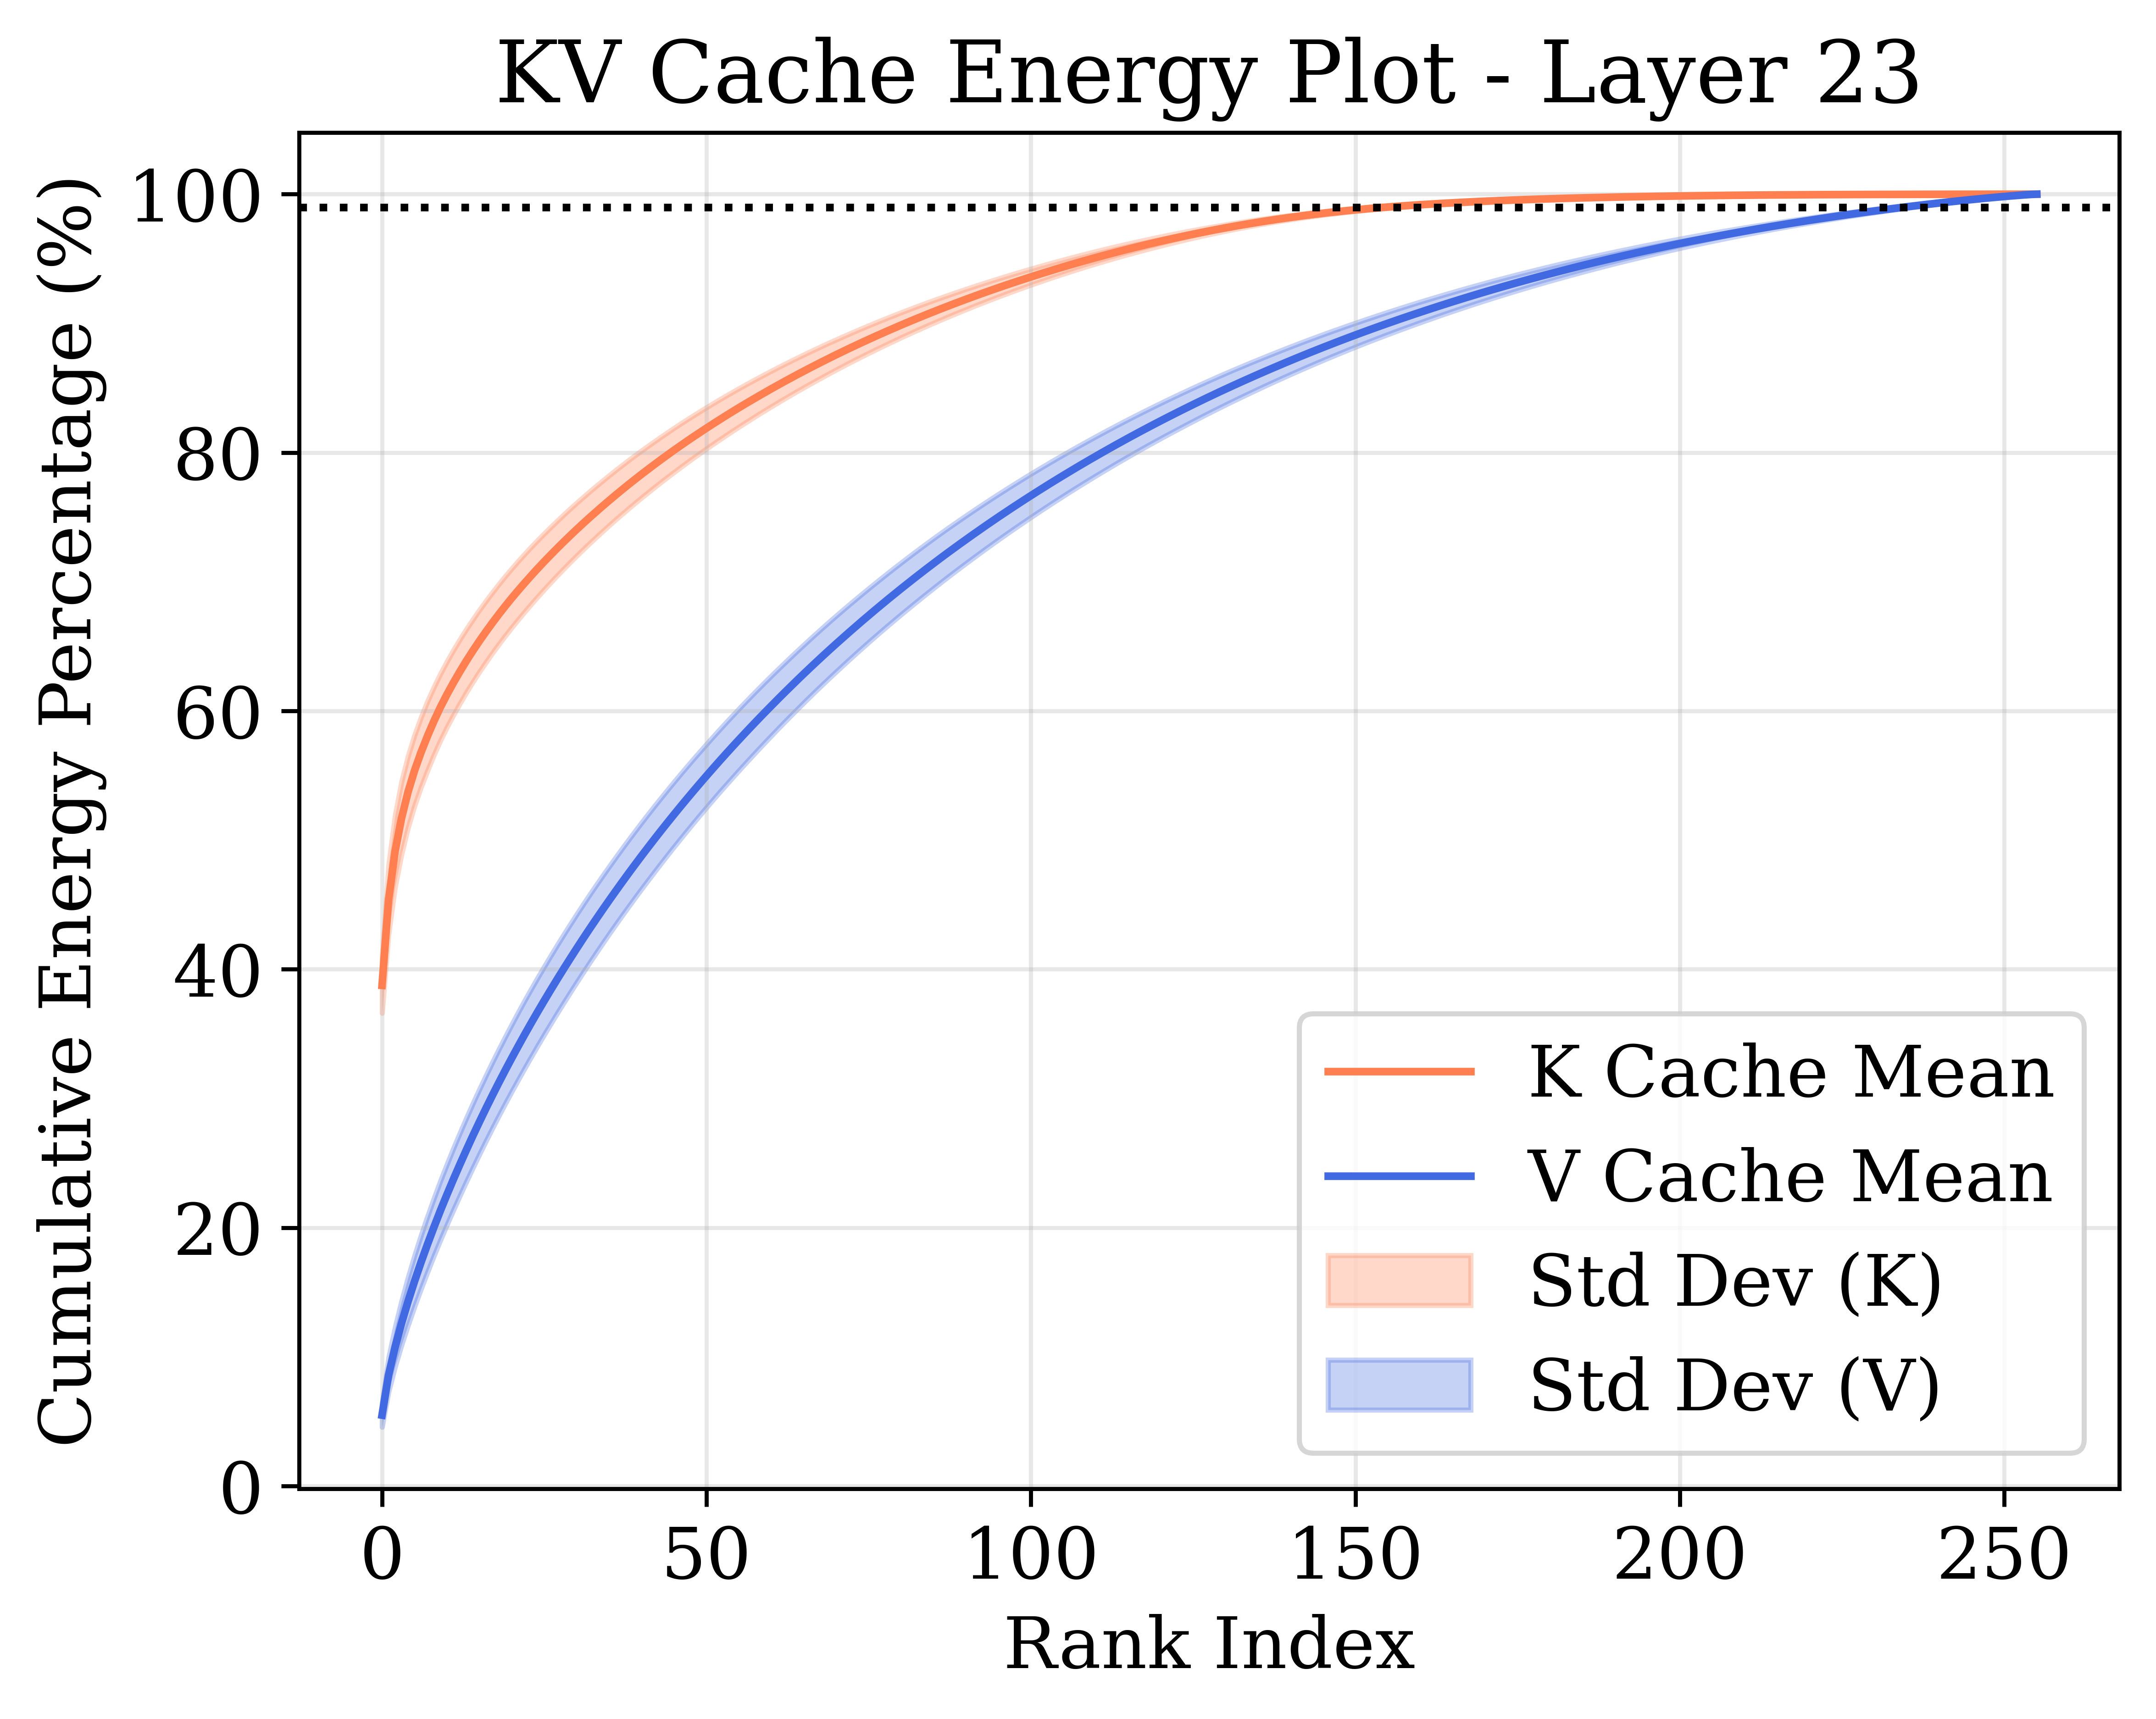 KV Cache Energy Plot - Layer 23
Cumulative Energy Percentage (%)
100
80
60
40
20
0
K Cache Mean
V Cache Mean
Std Dev (K)
Std Dev (V)
0 50 100 150 200 250
Rank Index